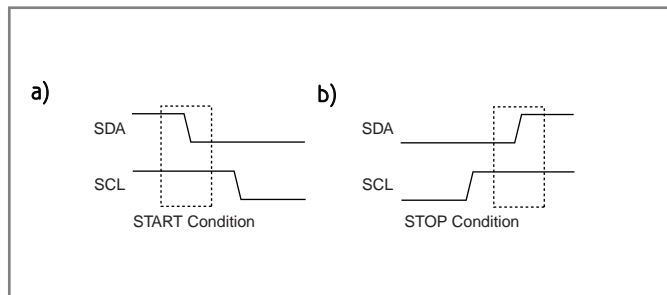 a)
SDA
SCL
START Condition
b)
SDA
SCL
STOP Condition